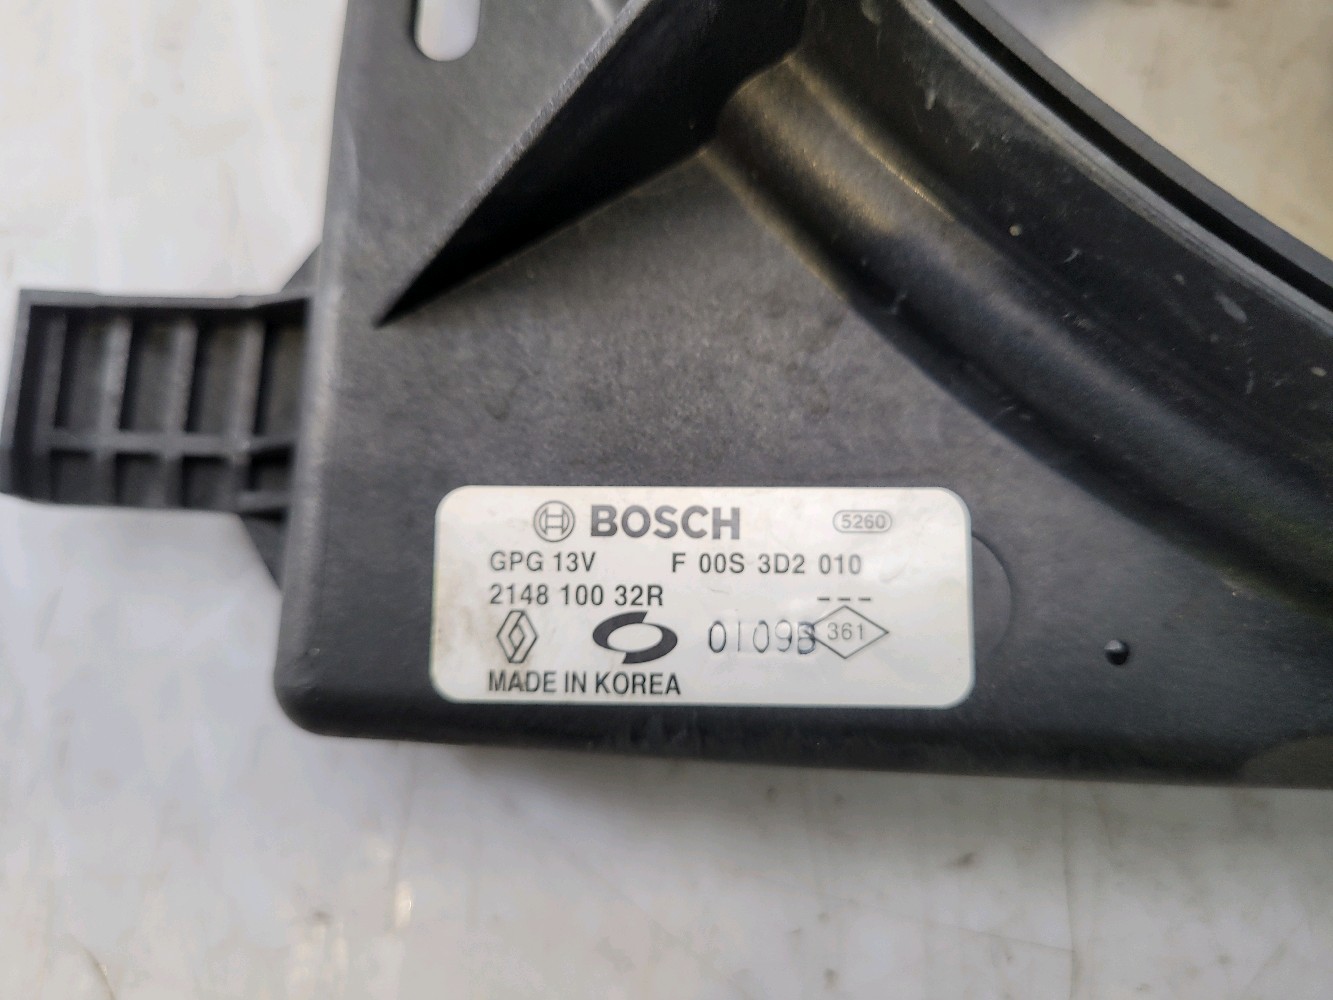 BOSCH 5260
GPG 13V F 00S 3D2 010
2148 100 32R ---
0109B 361
MADE IN KOREA